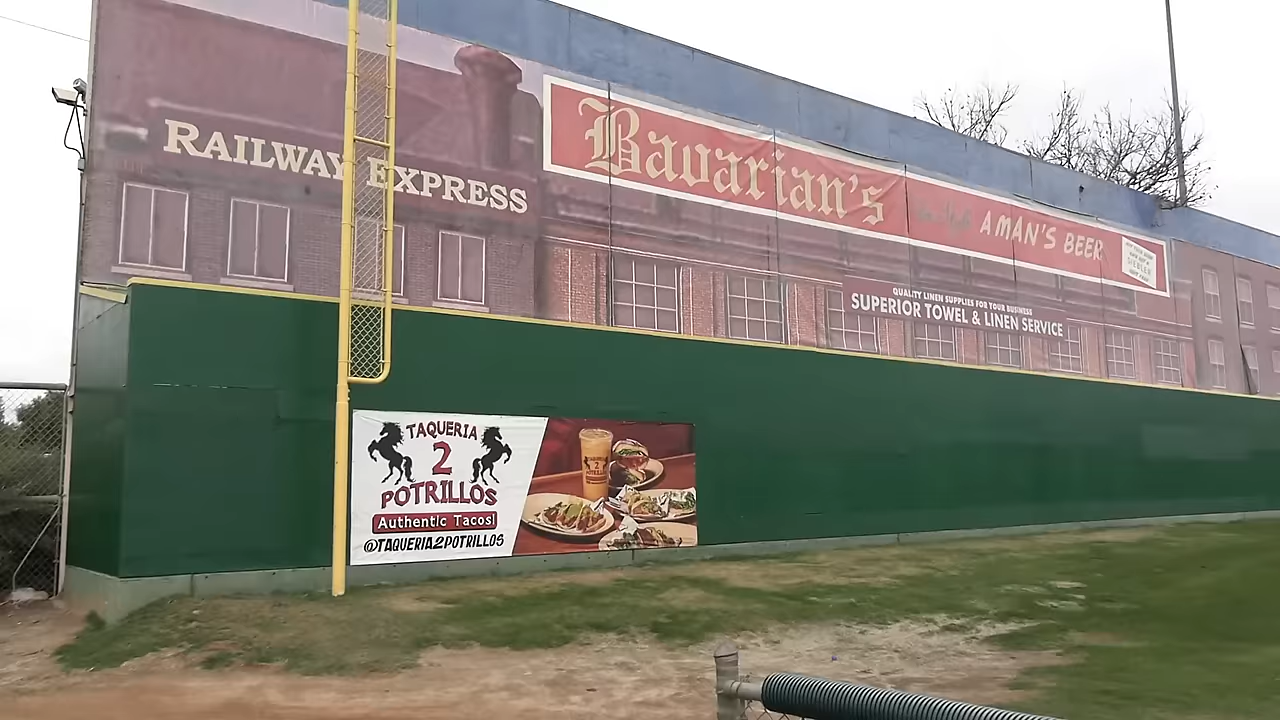 RAILWAY EXPRESS
Bavarian's
A MAN'S BEER
QUALITY LINEN SUPPLIES FOR YOUR BUSINESS
SUPERIOR TOWEL & LINEN SERVICE
TAQUERIA
2
POTRILLOS
Authentic Tacos!
@TAQUERIA2POTRILLOS